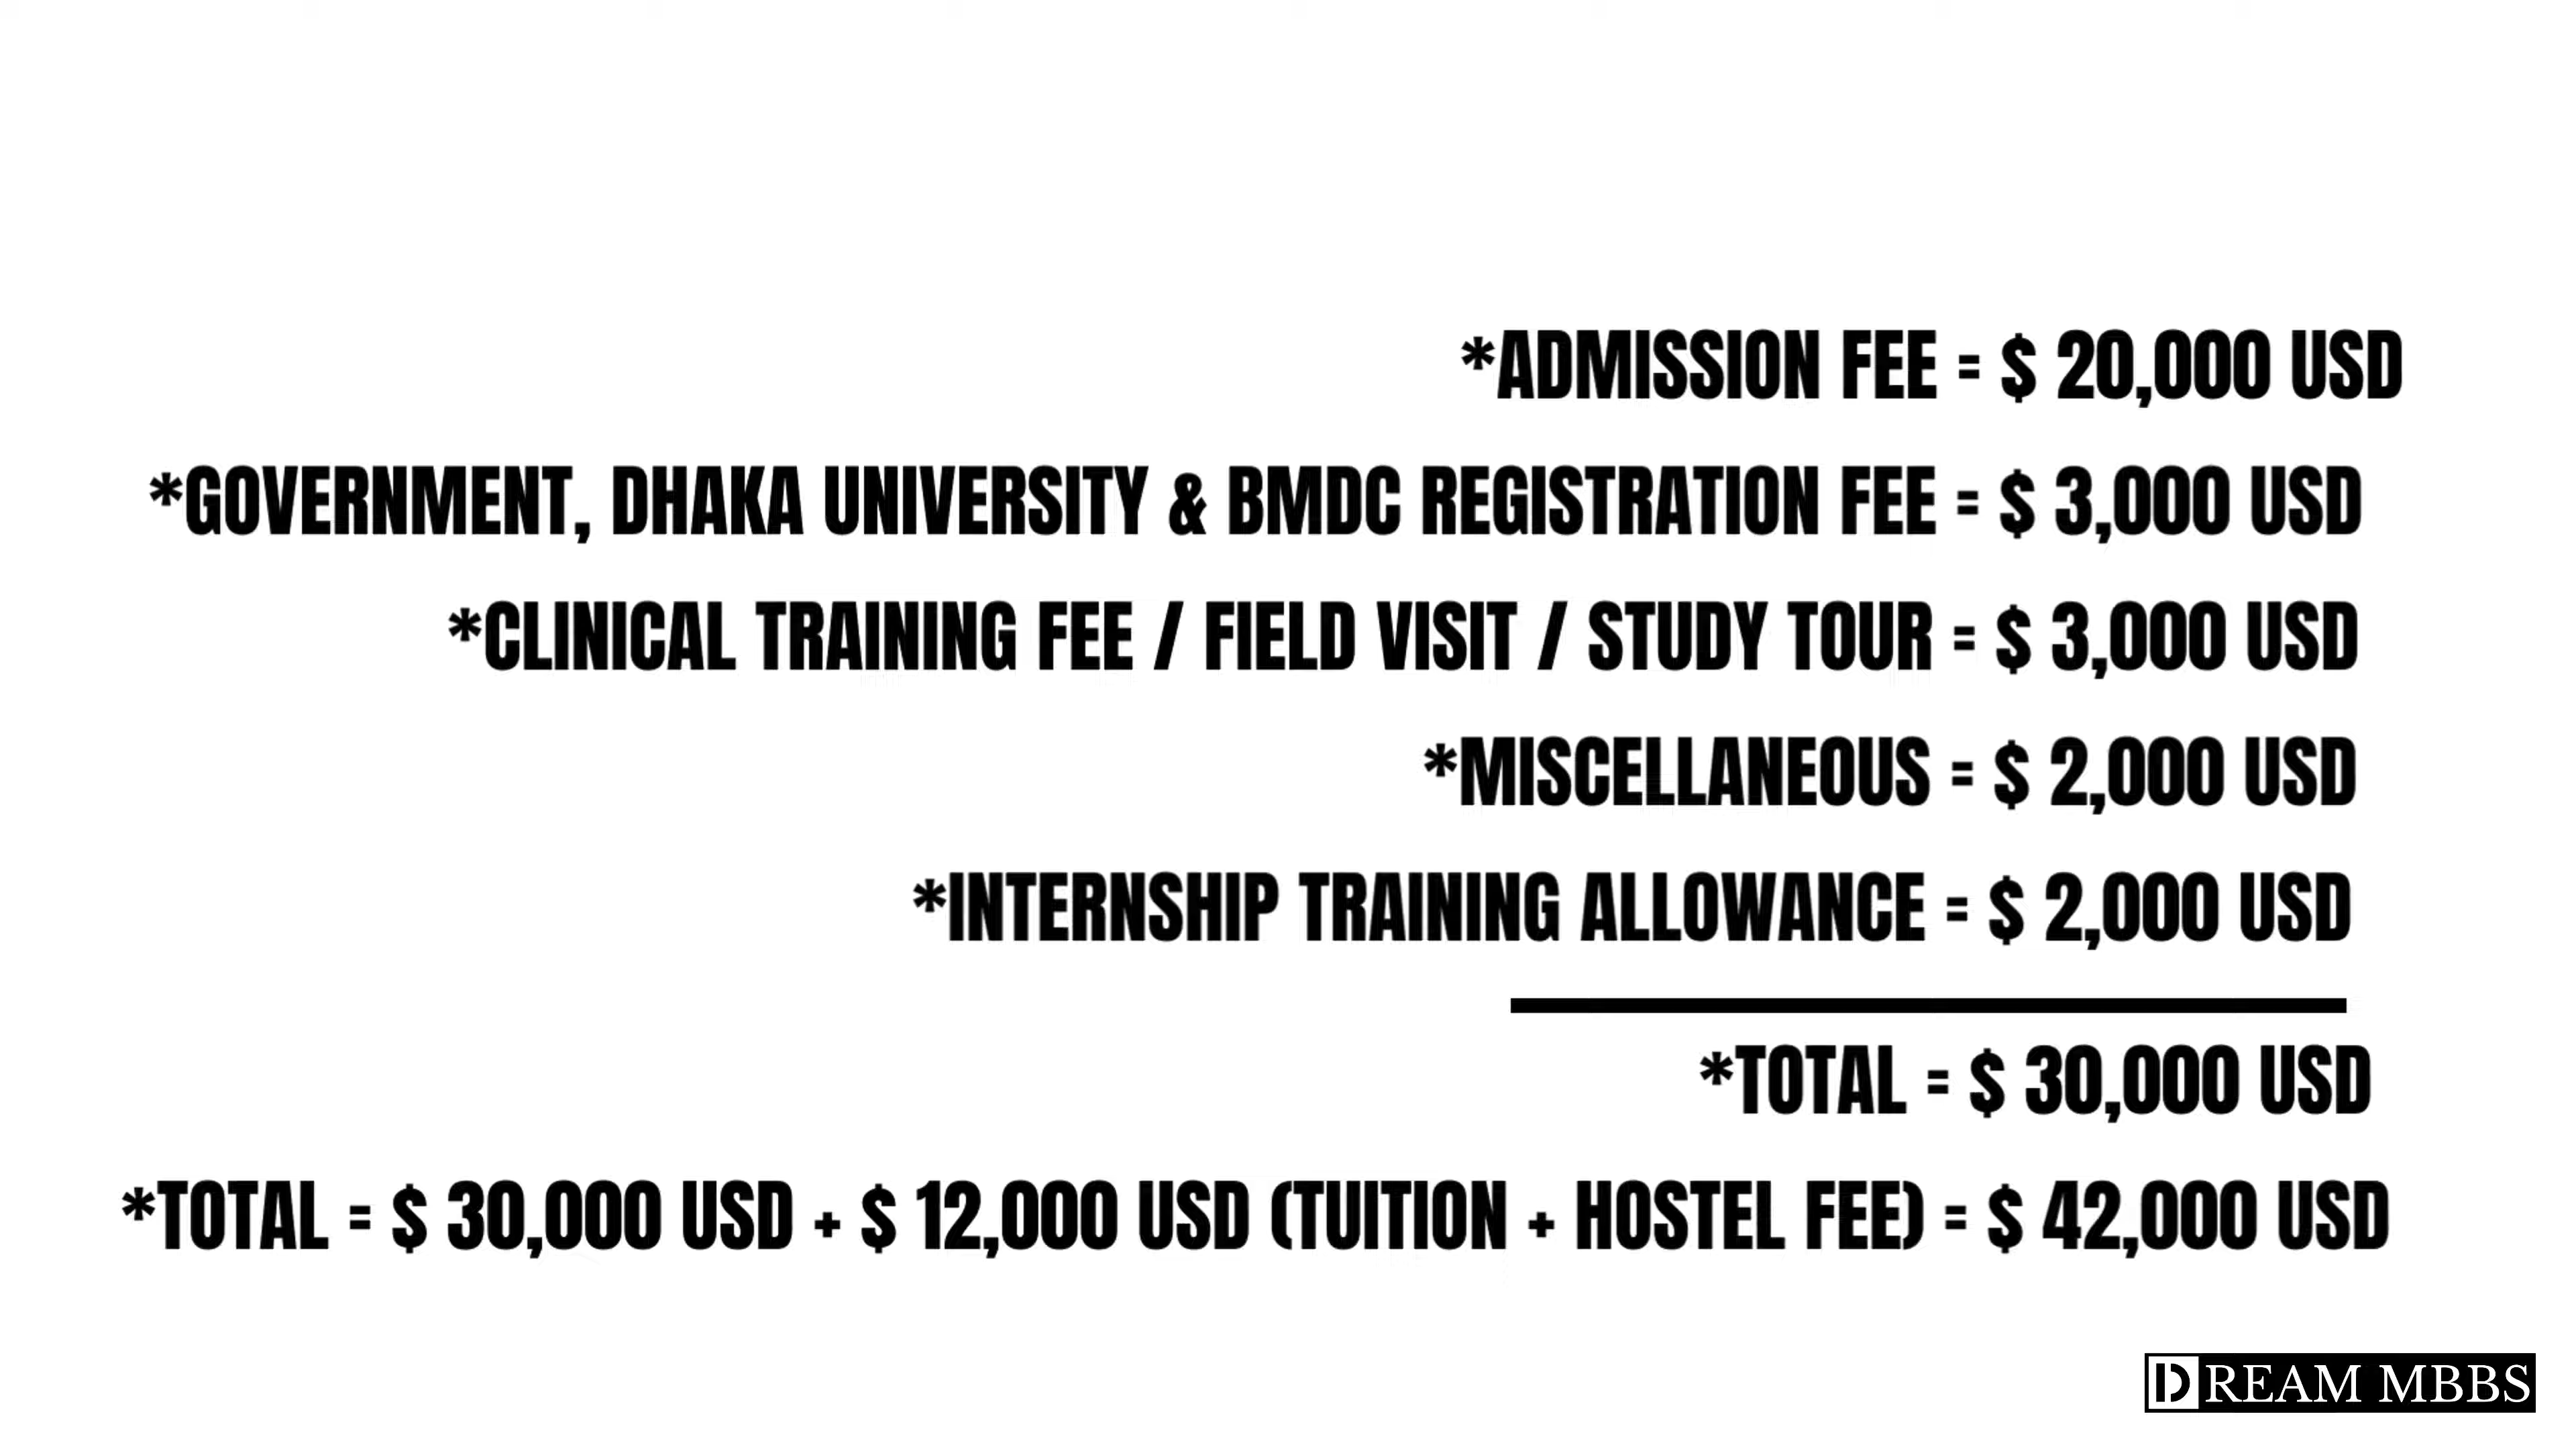 *ADMISSION FEE = $ 20,000 USD
*GOVERNMENT, DHAKA UNIVERSITY & BMDC REGISTRATION FEE = $ 3,000 USD
*CLINICAL TRAINING FEE / FIELD VISIT / STUDY TOUR = $ 3,000 USD
*MISCELLANEOUS = $ 2,000 USD
*INTERNSHIP TRAINING ALLOWANCE = $ 2,000 USD
*TOTAL = $ 30,000 USD
*TOTAL = $ 30,000 USD + $ 12,000 USD (TUITION + HOSTEL FEE) = $ 42,000 USD
DREAM MBBS